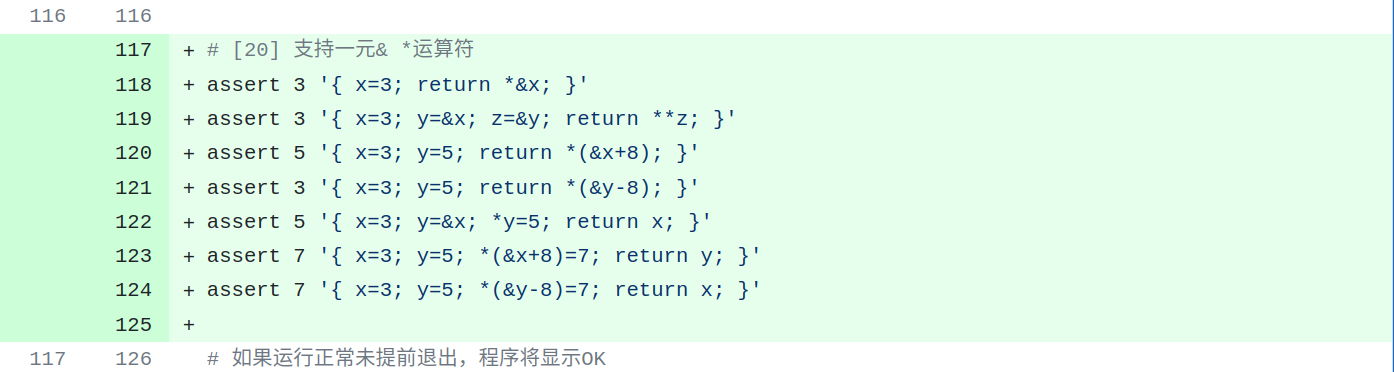 116 116
117 + # [20] 支持一元& *运算符
118 + assert 3 '{ x=3; return *&x; }'
119 + assert 3 '{ x=3; y=&x; z=&y; return **z; }'
120 + assert 5 '{ x=3; y=5; return *(&x+8); }'
121 + assert 3 '{ x=3; y=5; return *(&y-8); }'
122 + assert 5 '{ x=3; y=&x; *y=5; return x; }'
123 + assert 7 '{ x=3; y=5; *(&x+8)=7; return y; }'
124 + assert 7 '{ x=3; y=5; *(&y-8)=7; return x; }'
125 +
117 126 # 如果运行正常未提前退出，程序将显示OK